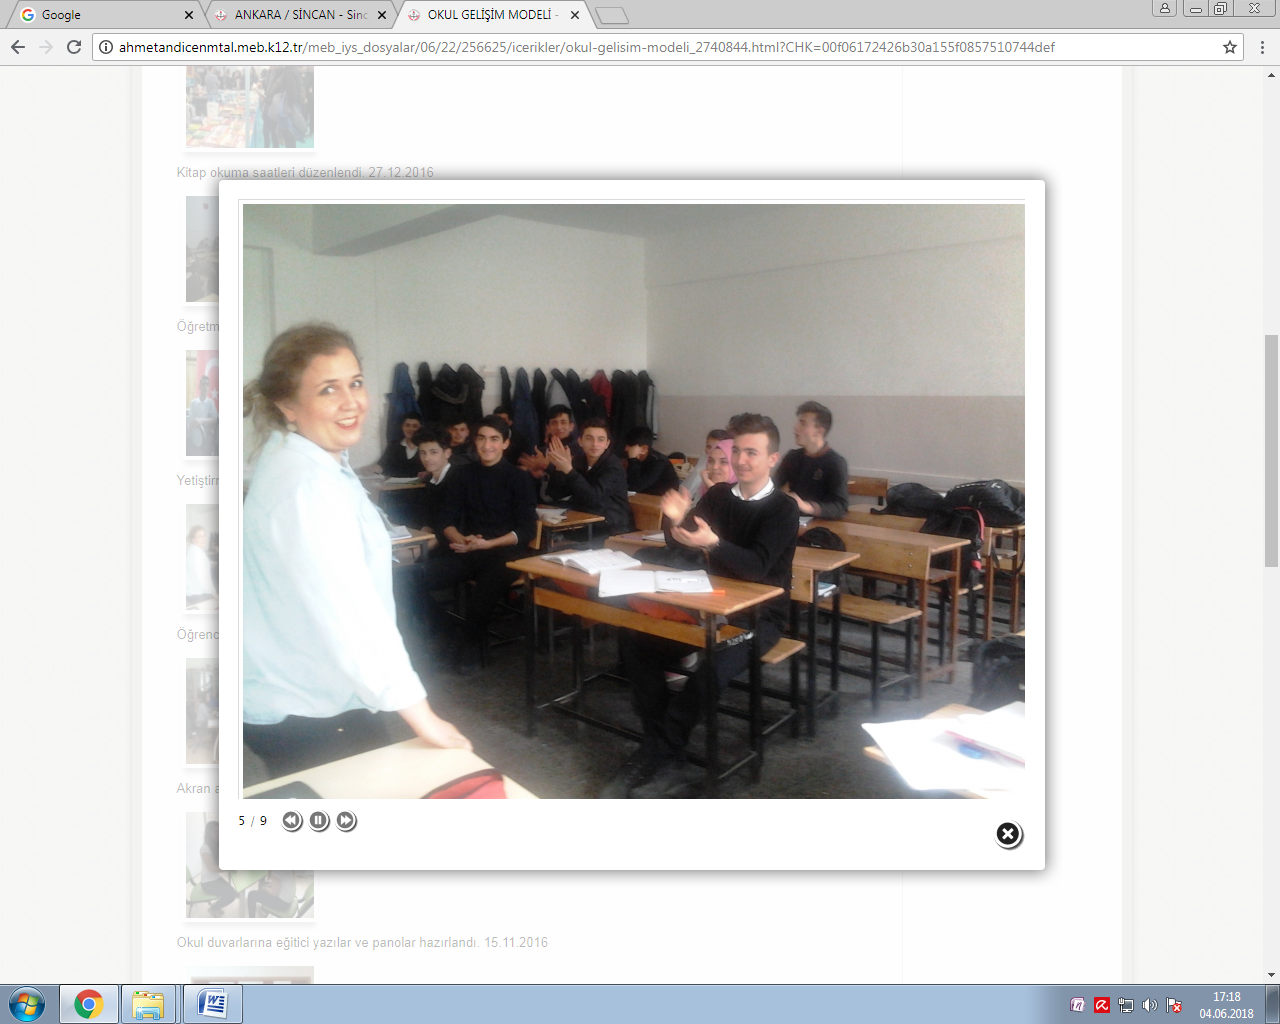 Google
ANKARA / SİNCAN - Sinc
OKUL GELİŞİM MODELİ -
ahmetandicenmtal.meb.k12.tr/meb_iys_dosyalar/06/22/256625/icerikler/okul-gelisim-modeli_2740844.html?CHK=00f06172426b30a155f0857510744def
Kitap okuma saatleri düzenlendi. 27.12.2016
Öğretm
Yetiştirm
Öğrenc
Akran a
5 / 9
Okul duvarlarına eğitici yazılar ve panolar hazırlandı. 15.11.2016
17:18
04.06.2018